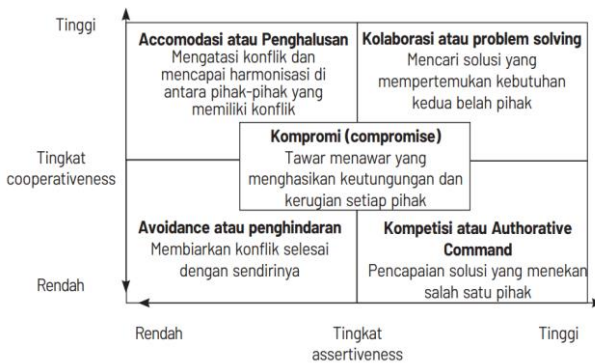 Tinggi
Accomodasi atau Penghalusan
Mengatasi konflik dan
mencapai harmonisasi di
antara pihak-pihak yang
memiliki konflik
Kolaborasi atau problem solving
Mencari solusi yang
mempertemukan kebutuhan
kedua belah pihak
Tingkat
cooperativeness
Kompromi (compromise)
Tawar menawar yang
menghasikan keutungungan dan
kerugian setiap pihak
Avoidance atau penghindaran
Membiarkan konflik selesai
dengan sendirinya
Kompetisi atau Authorative
Command
Pencapaian solusi yang menekan
salah satu pihak
Rendah
Rendah
Tingkat
assertiveness
Tinggi